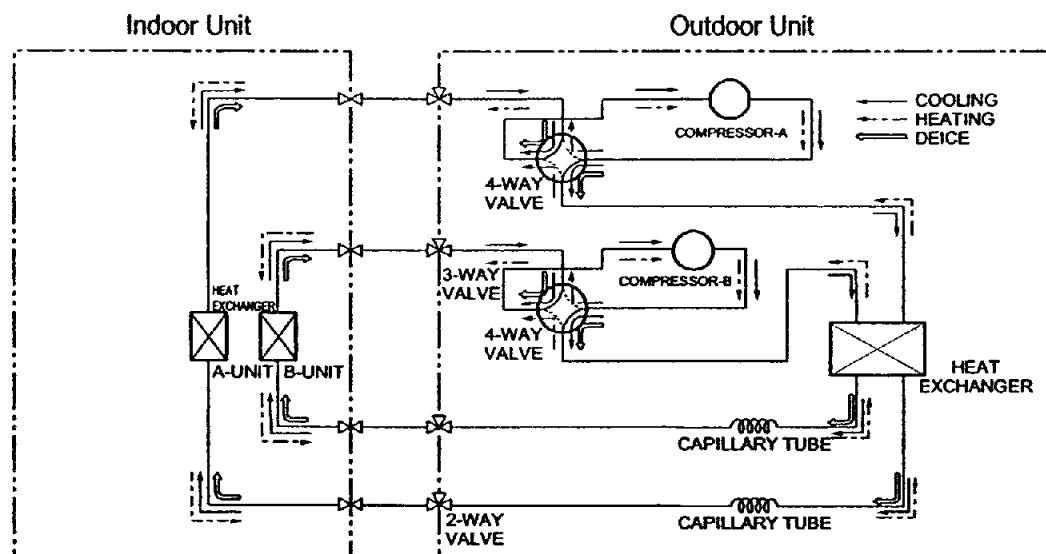 Indoor Unit
Outdoor Unit
COMPRESSOR-A
COOLING
HEATING
DEICE
4-WAY
VALVE
3-WAY
VALVE
COMPRESSOR-B
HEAT
EXCHANGER
4-WAY
VALVE
A-UNIT
B-UNIT
HEAT
EXCHANGER
CAPILLARY TUBE
2-WAY
VALVE
CAPILLARY TUBE